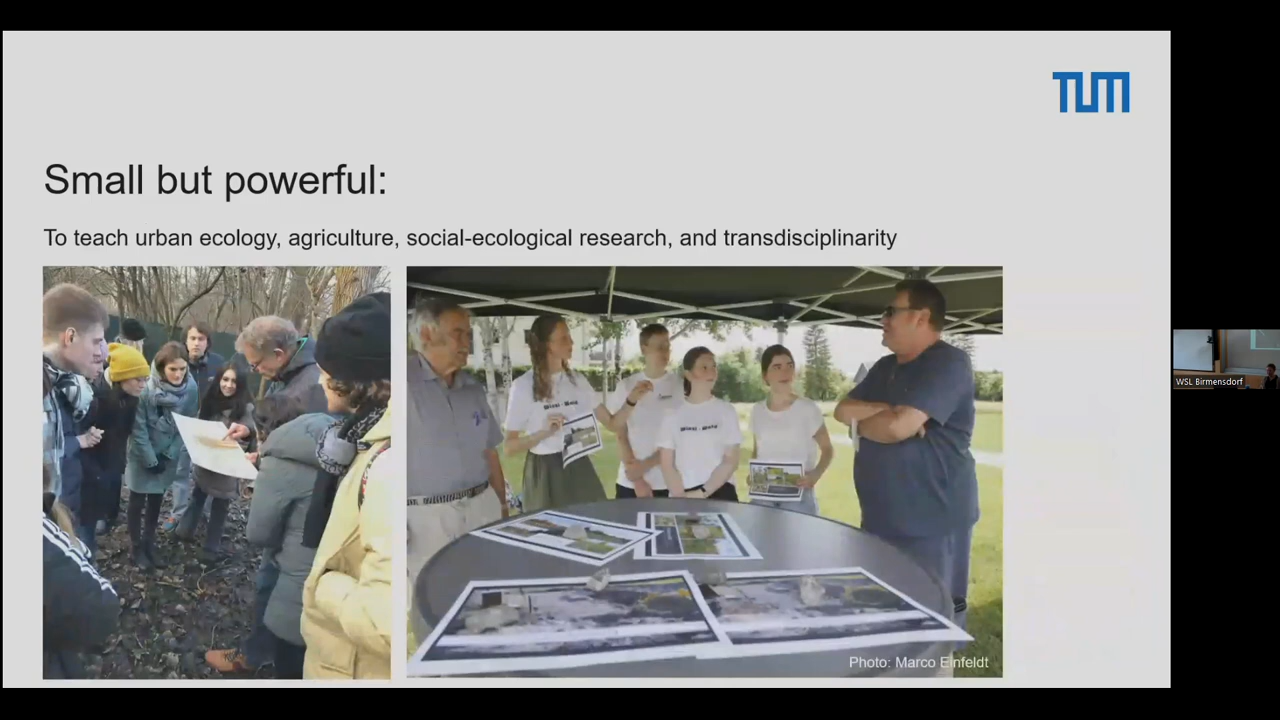 TUM
Small but powerful:
To teach urban ecology, agriculture, social-ecological research, and transdisciplinarity
Photo: Marco Einfeldt
WSL Birmensdorf